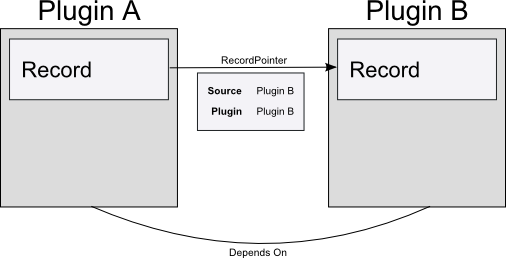 Plugin A
Plugin B
Record
RecordPointer
Record
Source Plugin B
Plugin Plugin B
Depends On